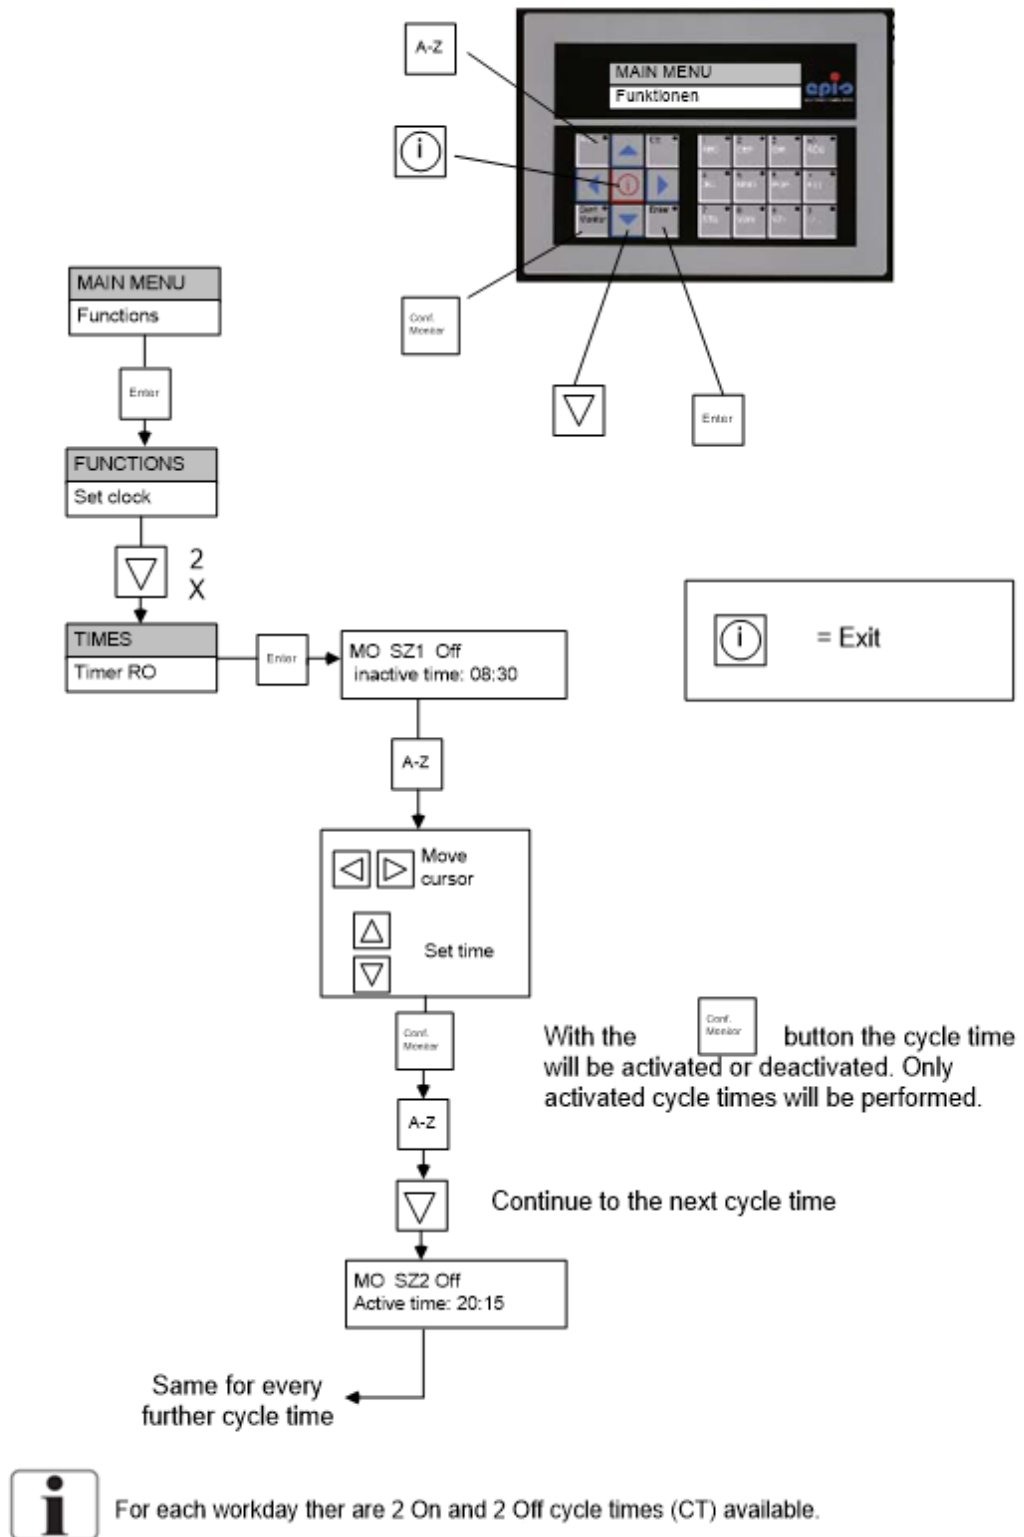 A-Z
MAIN MENU
Funktionen
Enter
Conf.
Monitor
Enter
MAIN MENU
Functions
Enter
FUNCTIONS
Set clock
2
X
TIMES
Timer RO
Enter
MO SZ1 Off
inactive time: 08:30
i
= Exit
A-Z
Move
cursor
Set time
Conf.
Monitor
With the Conf. Monitor button the cycle time
will be activated or deactivated. Only
activated cycle times will be performed.
A-Z
Continue to the next cycle time
MO SZ2 Off
Active time: 20:15
Same for every
further cycle time
i
For each workday ther are 2 On and 2 Off cycle times (CT) available.